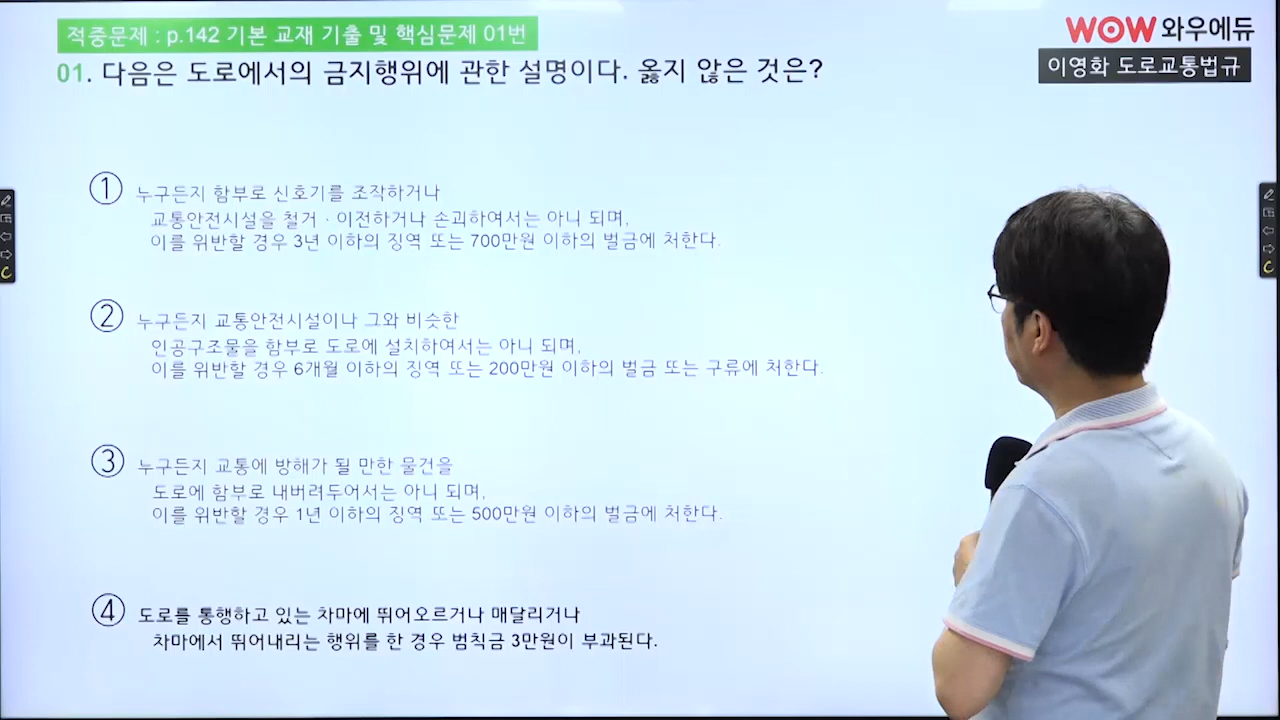 적중문제 : p.142 기본 교재 기출 및 핵심문제 01번
WOW 와우에듀
이영화 도로교통법규
01. 다음은 도로에서의 금지행위에 관한 설명이다. 옳지 않은 것은?
① 누구든지 함부로 신호기를 조작하거나
교통안전시설을 철거 · 이전하거나 손괴하여서는 아니 되며,
이를 위반할 경우 3년 이하의 징역 또는 700만원 이하의 벌금에 처한다.
② 누구든지 교통안전시설이나 그와 비슷한
인공구조물을 함부로 도로에 설치하여서는 아니 되며,
이를 위반할 경우 6개월 이하의 징역 또는 200만원 이하의 벌금 또는 구류에 처한다.
③ 누구든지 교통에 방해가 될 만한 물건을
도로에 함부로 내버려두어서는 아니 되며,
이를 위반할 경우 1년 이하의 징역 또는 500만원 이하의 벌금에 처한다.
④ 도로를 통행하고 있는 차마에 뛰어오르거나 매달리거나
차마에서 뛰어내리는 행위를 한 경우 범칙금 3만원이 부과된다.